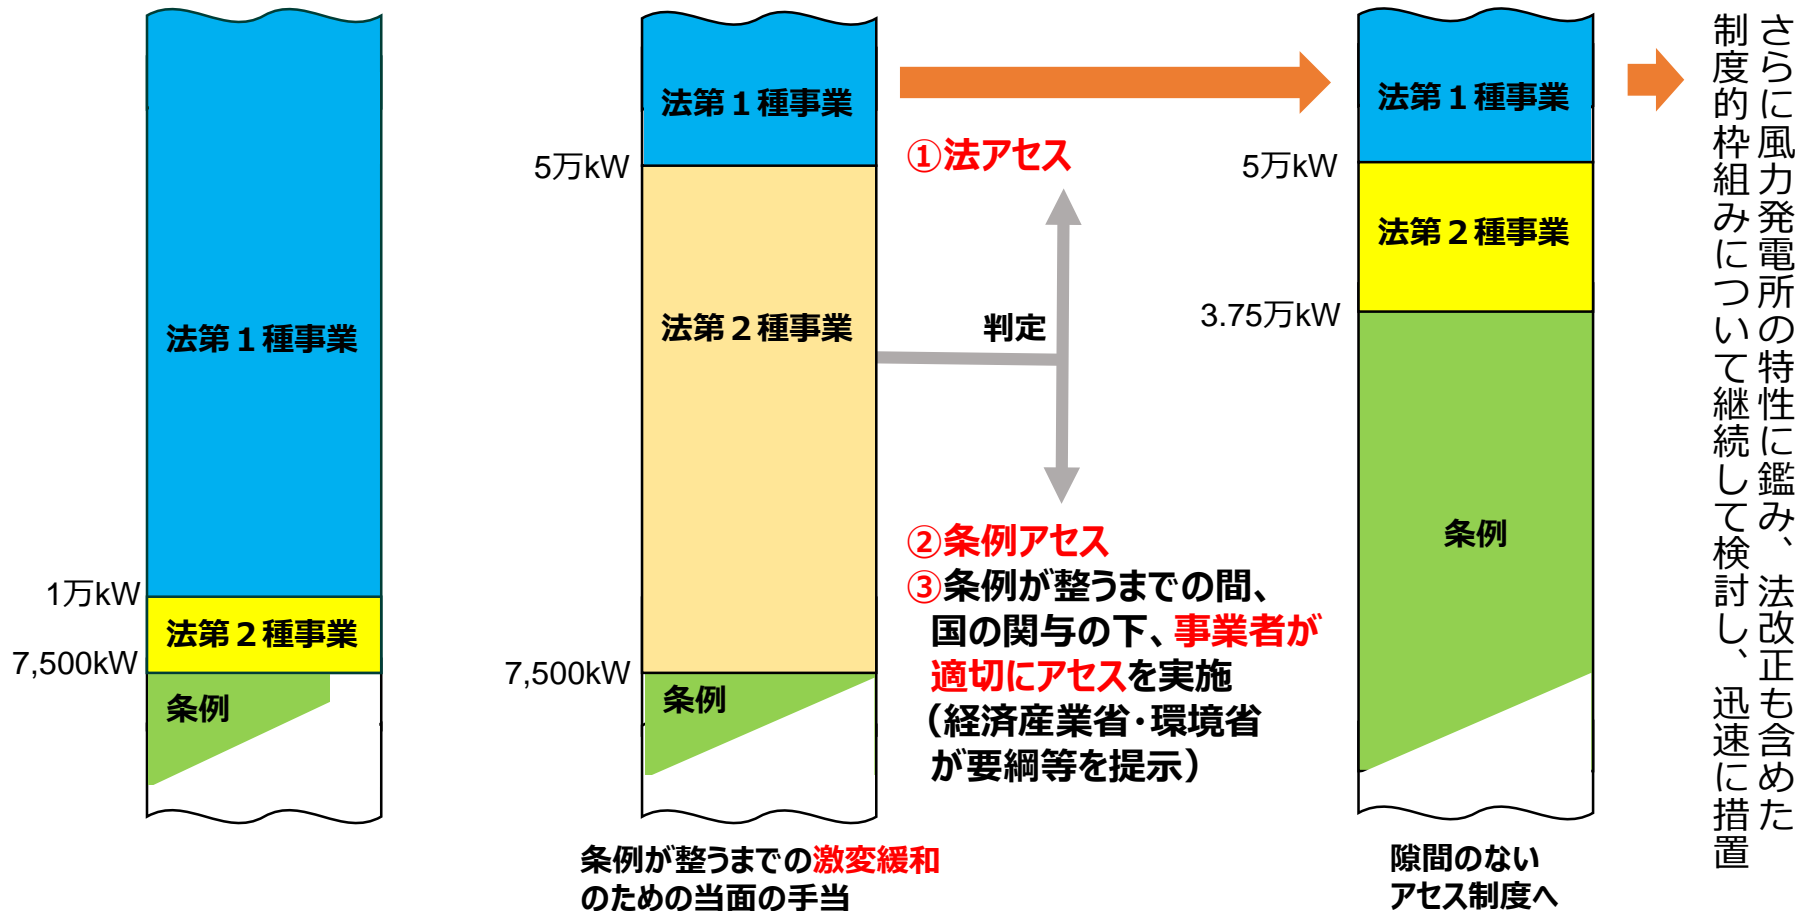 法第１種事業
1万kW
法第２種事業
7,500kW
条例
法第１種事業
5万kW
法第２種事業
7,500kW
条例
条例が整うまでの激変緩和
のための当面の手当
①法アセス
判定
②条例アセス
③条例が整うまでの間、
国の関与の下、事業者が
適切にアセスを実施
（経済産業省・環境省
が要綱等を提示）
法第１種事業
5万kW
法第２種事業
3.75万kW
条例
隙間のない
アセス制度へ
さらに風力発電所の特性に鑑み、法改正も含めた
制度的枠組みについて継続して検討し、迅速に措置